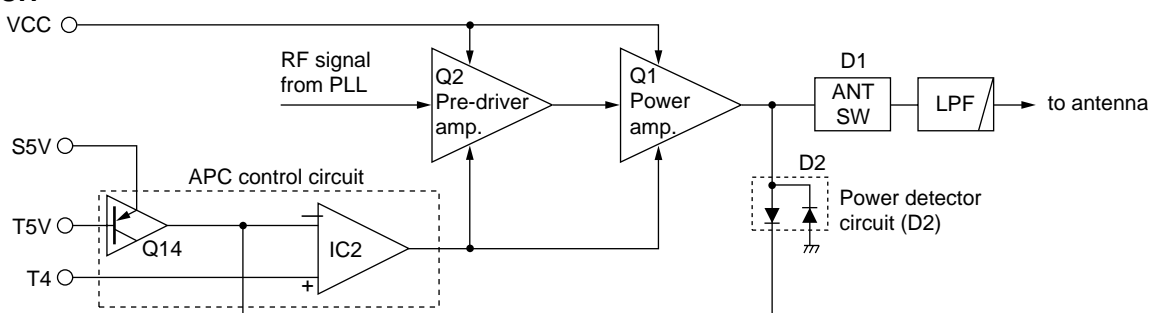 VCC
RF signal
from PLL
Q2
Pre-driver
amp.
Q1
Power
amp.
D1
ANT
SW
LPF
to antenna
S5V
APC control circuit
D2
Power detector
circuit (D2)
T5V
Q14
–
IC2
T4
+